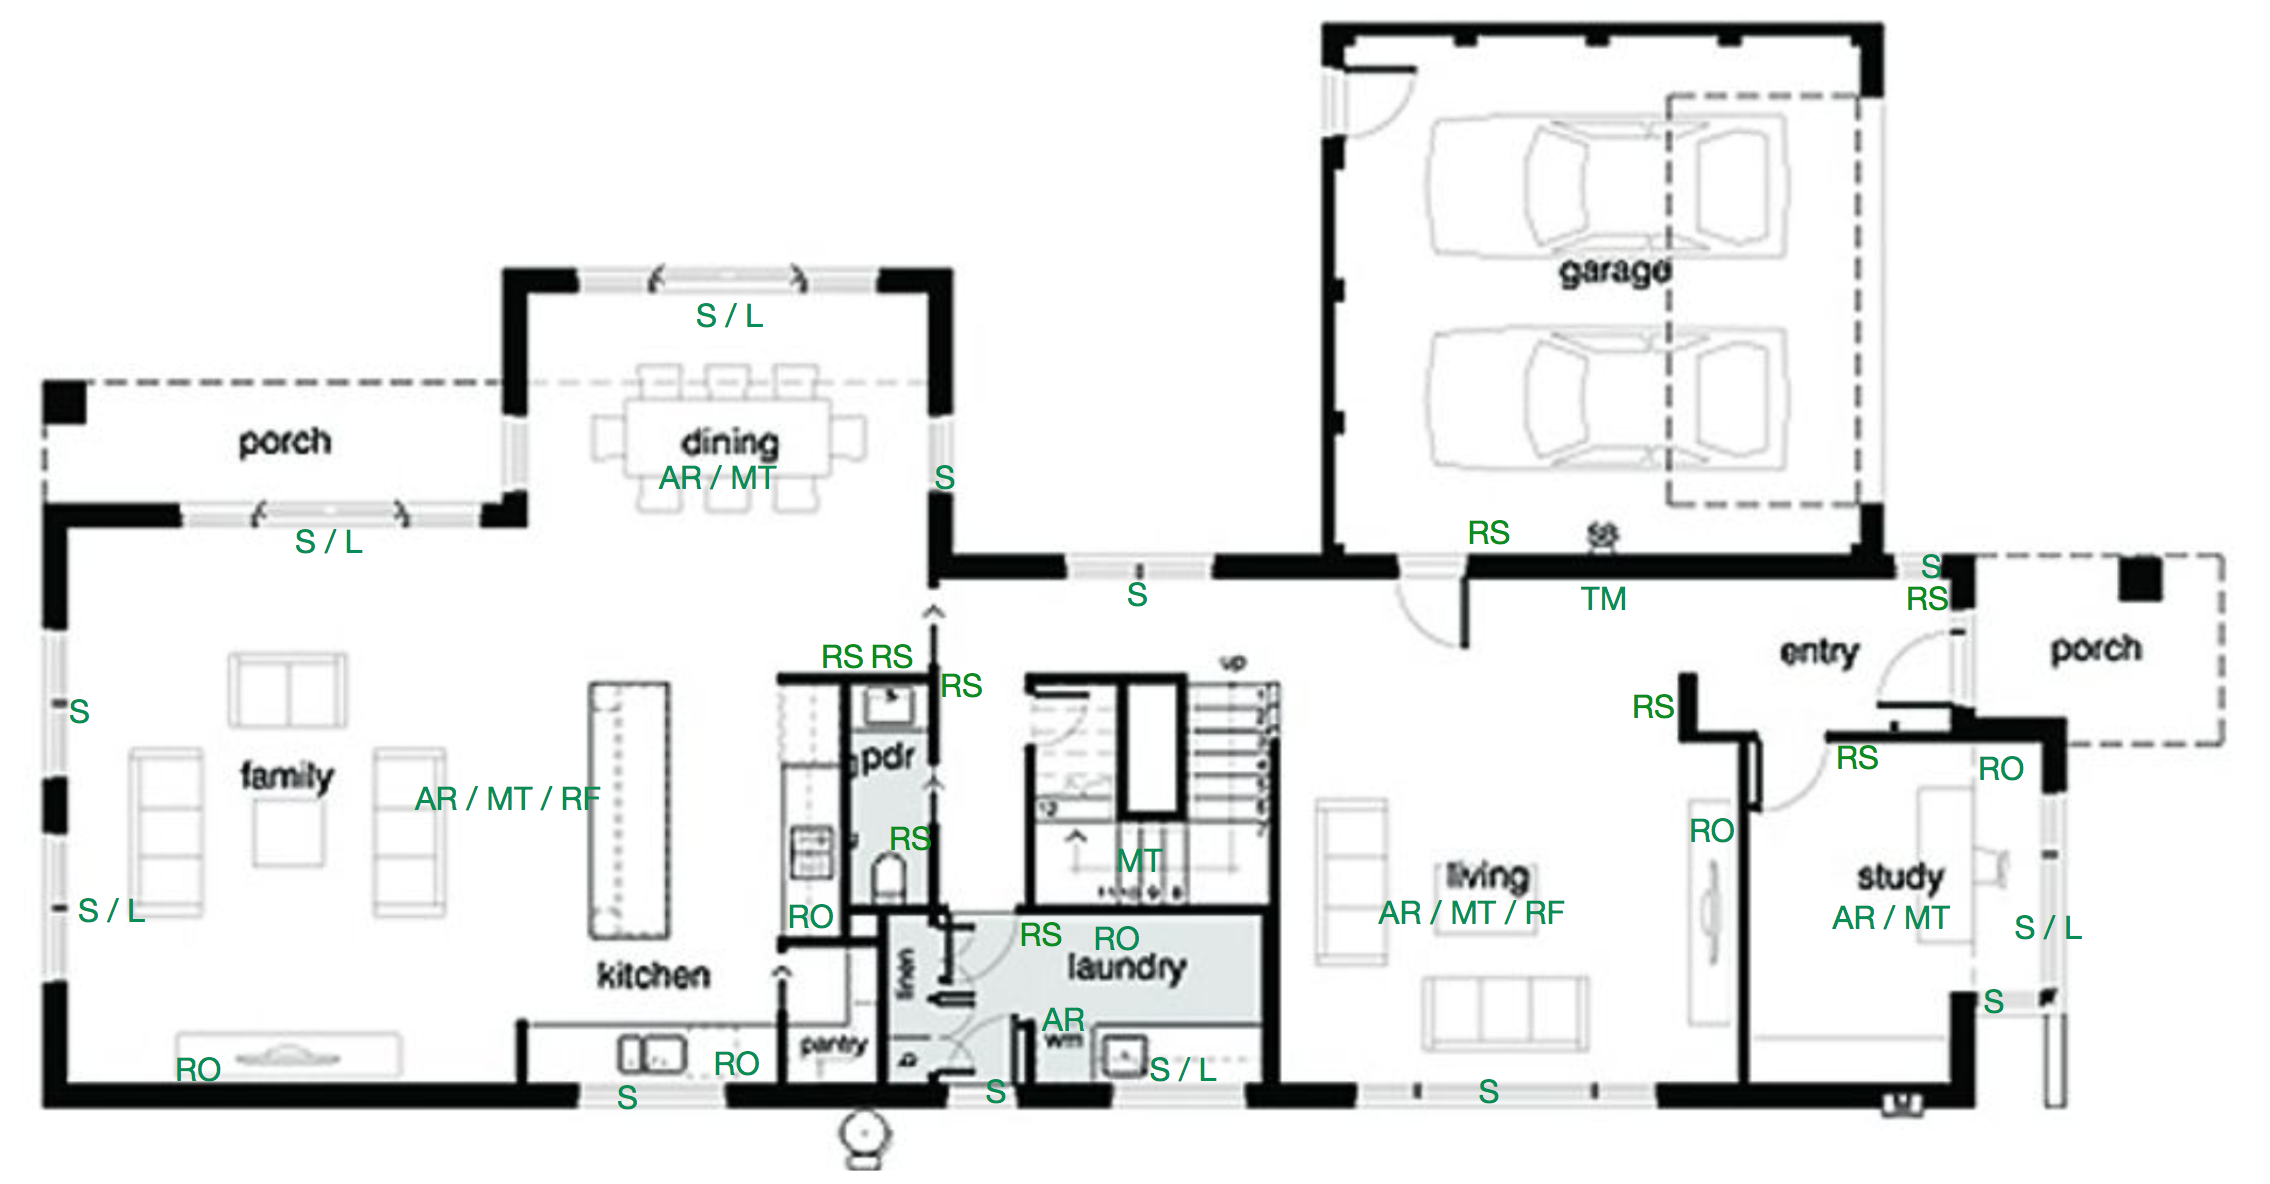 garage
S / L
porch
dining
AR / MT
S
S / L
RS
S
S
TM
RS
entry
porch
RS RS
RS
up
RS
S
family
AR / MT / RF
pdr
RS
RS
RO
RO
MT
12
living
AR / MT / RF
study
AR / MT
S / L
RO
S / L
RS
RO
kitchen
linen
laundry
S
AR
wm
pantry
RO
RO
S / L
S
S
S